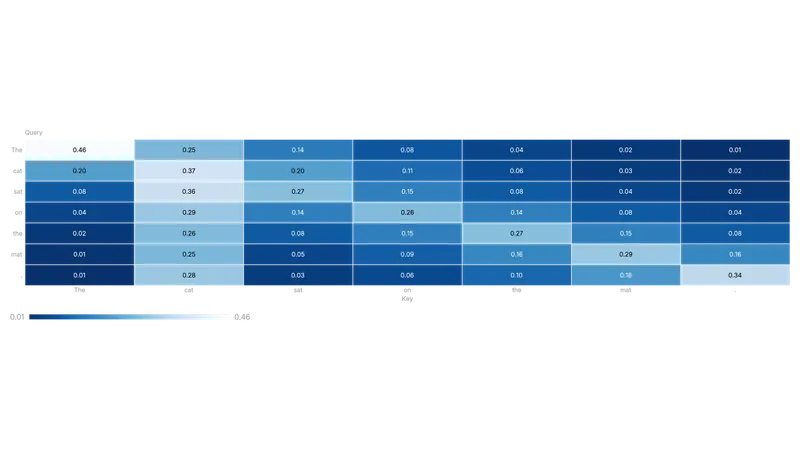 Query
The 0.46 0.25 0.14 0.08 0.04 0.02 0.01
cat 0.20 0.37 0.20 0.11 0.06 0.03 0.02
sat 0.08 0.36 0.27 0.15 0.08 0.04 0.02
on 0.04 0.29 0.14 0.26 0.14 0.08 0.04
the 0.02 0.26 0.08 0.15 0.27 0.15 0.08
mat 0.01 0.25 0.05 0.09 0.16 0.29 0.16
. 0.01 0.28 0.03 0.06 0.10 0.18 0.34
The cat sat on the mat .
Key
0.01 0.46